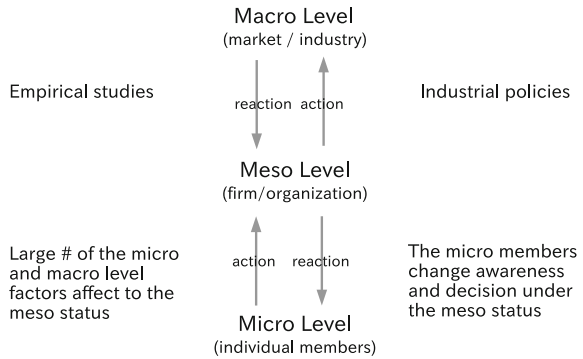 Macro Level
(market / industry)
Empirical studies
Industrial policies
reaction action
Meso Level
(firm/organization)
Large # of the micro
and macro level
factors affect to the
meso status
action reaction
The micro members
change awareness
and decision under
the meso status
Micro Level
(individual members)